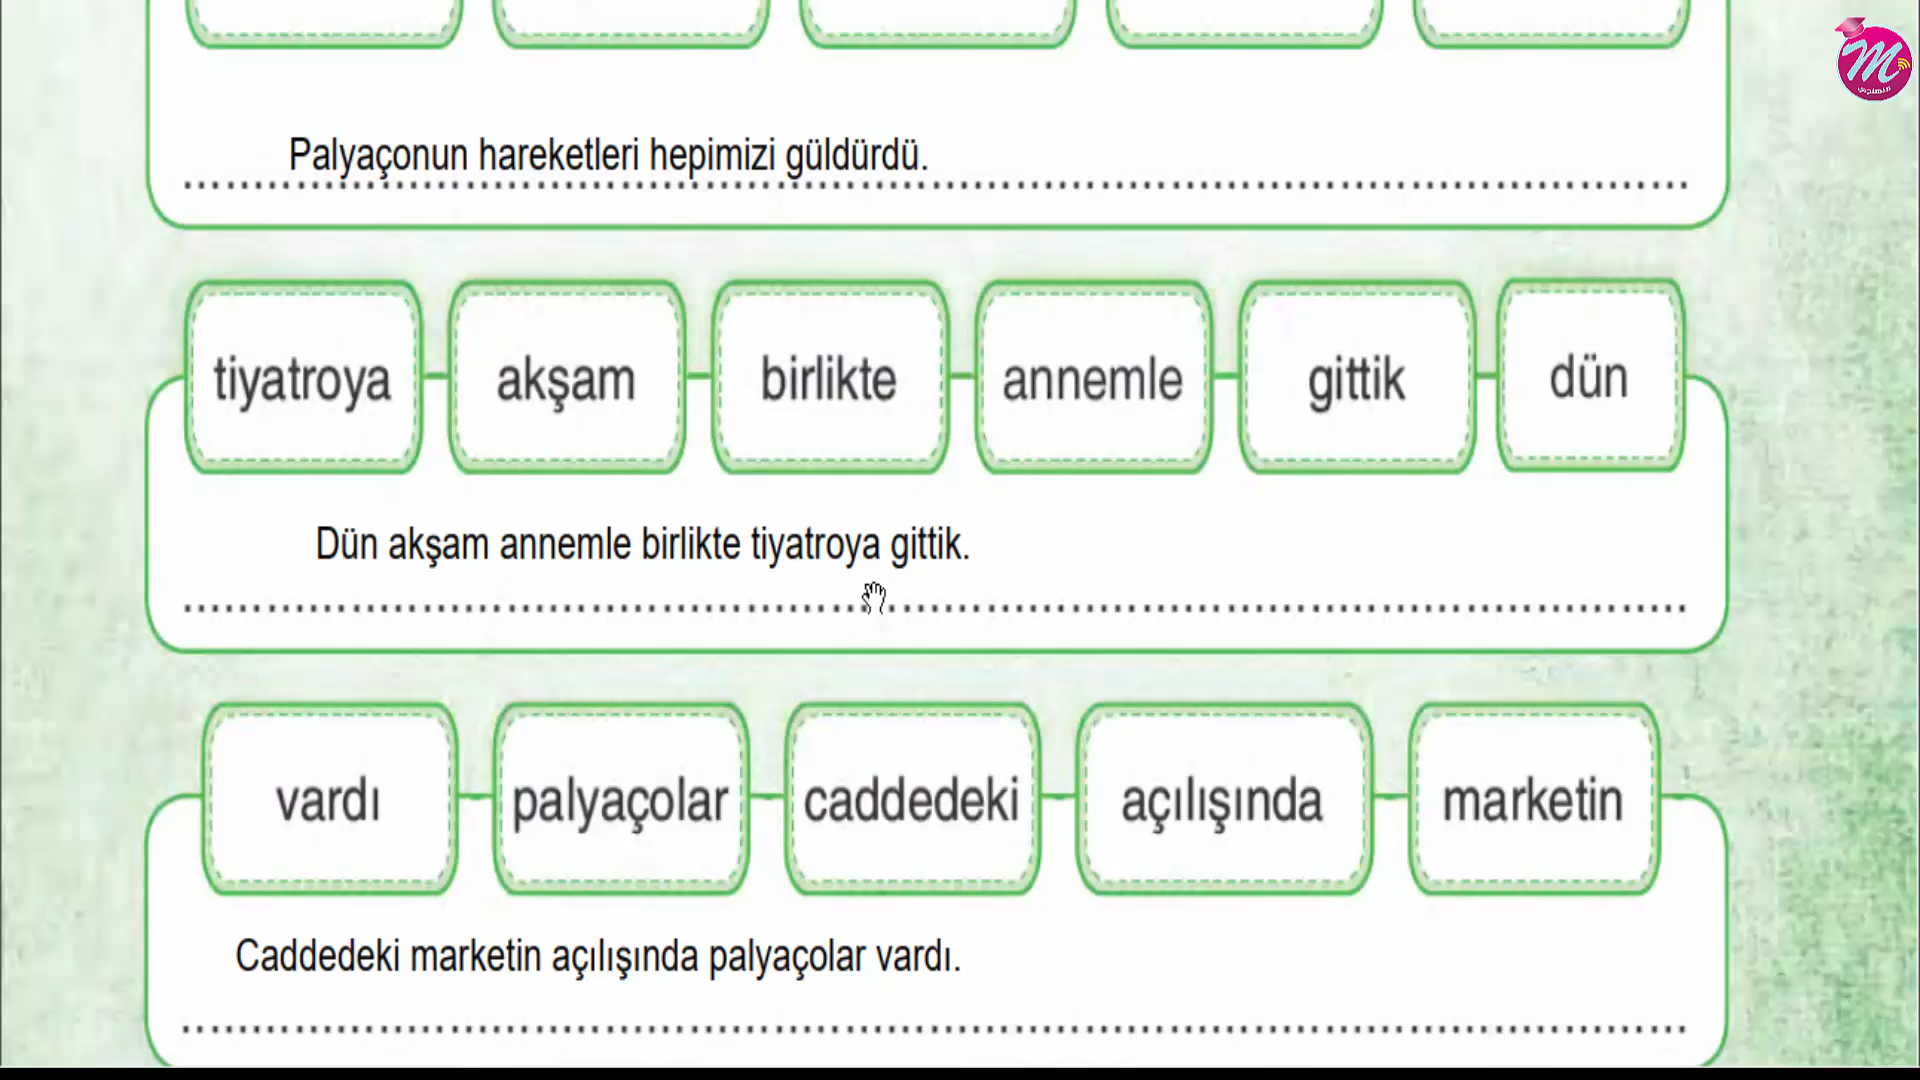 Palyaçonun hareketleri hepimizi güldürdü.
tiyatroya akşam birlikte annemle gittik dün
Dün akşam annemle birlikte tiyatroya gittik.
vardı palyaçolar caddedeki açılışında marketin
Caddedeki marketin açılışında palyaçolar vardı.